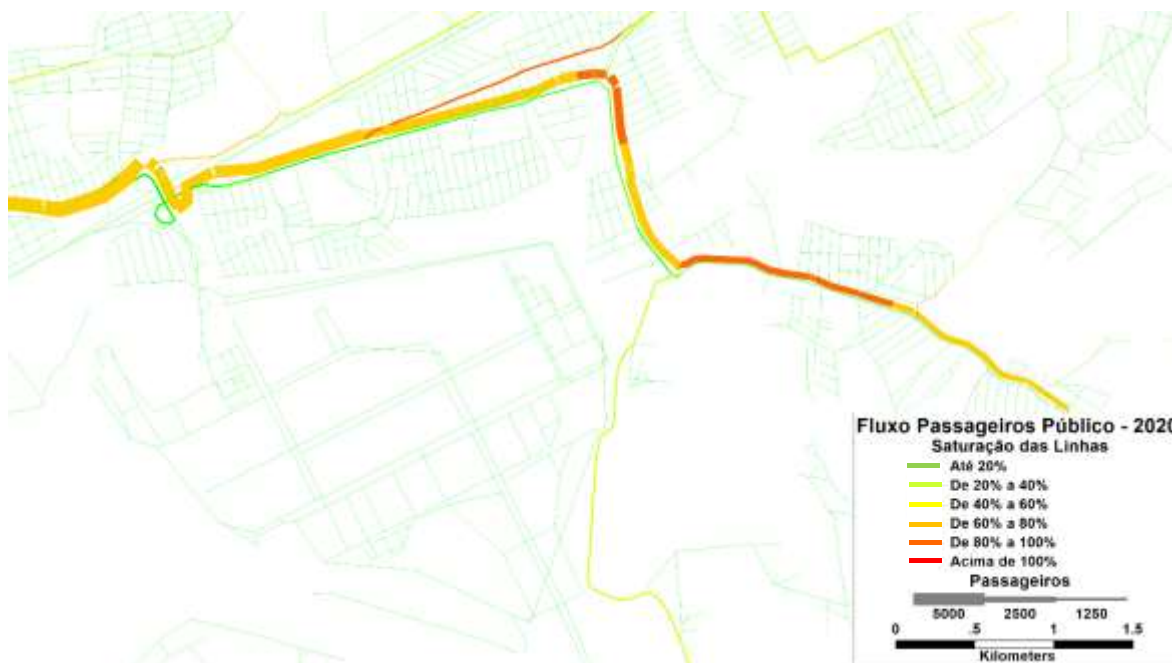 Fluxo Passageiros Público - 2020
Saturação das Linhas
Até 20%
De 20% a 40%
De 40% a 60%
De 60% a 80%
De 80% a 100%
Acima de 100%
Passageiros
5000 2500 1250
0 .5 1 1.5
Kilometers